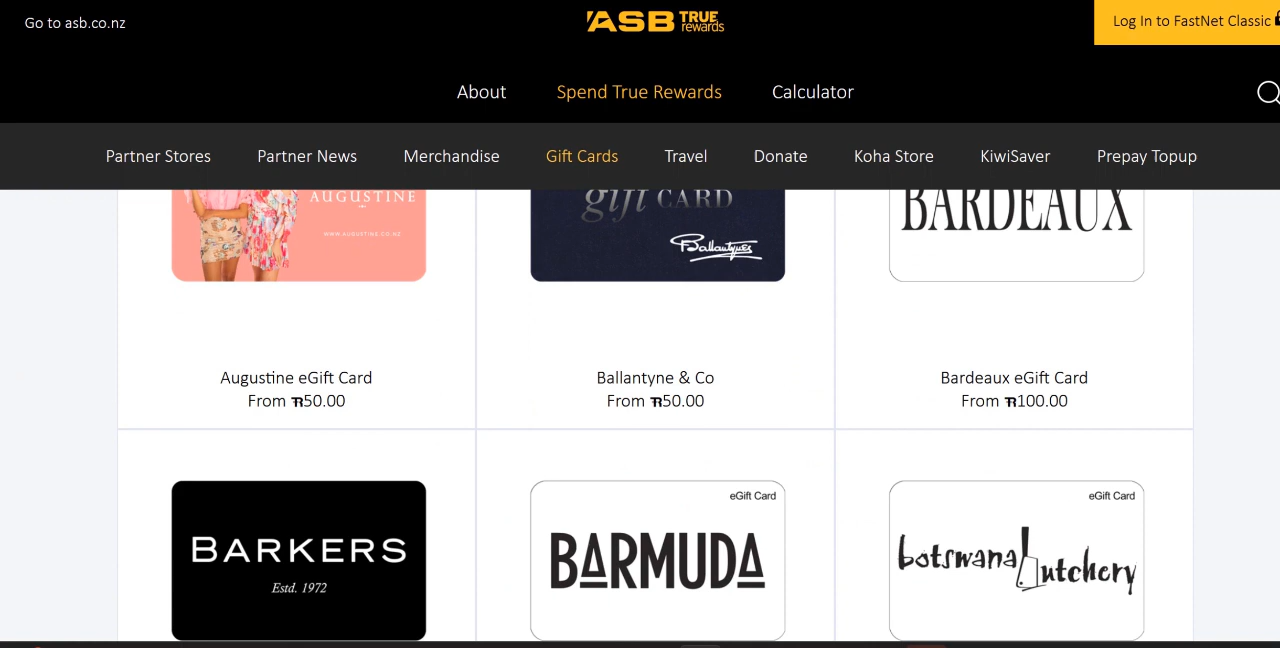 Go to asb.co.nz
ASB TRUE rewards
Log In to FastNet Classic
About
Spend True Rewards
Calculator
Partner Stores
Partner News
Merchandise
Gift Cards
Travel
Donate
Koha Store
KiwiSaver
Prepay Topup
AUGUSTINE
WWW.AUGUSTINE.CO.NZ
gift CARD
Ballantynes
BARDEAUX
Augustine eGift Card
From TR50.00
Ballantyne & Co
From TR50.00
Bardeaux eGift Card
From TR100.00
BARKERS
Estd. 1972
eGift Card
BARMUDA
eGift Card
botswana butchery